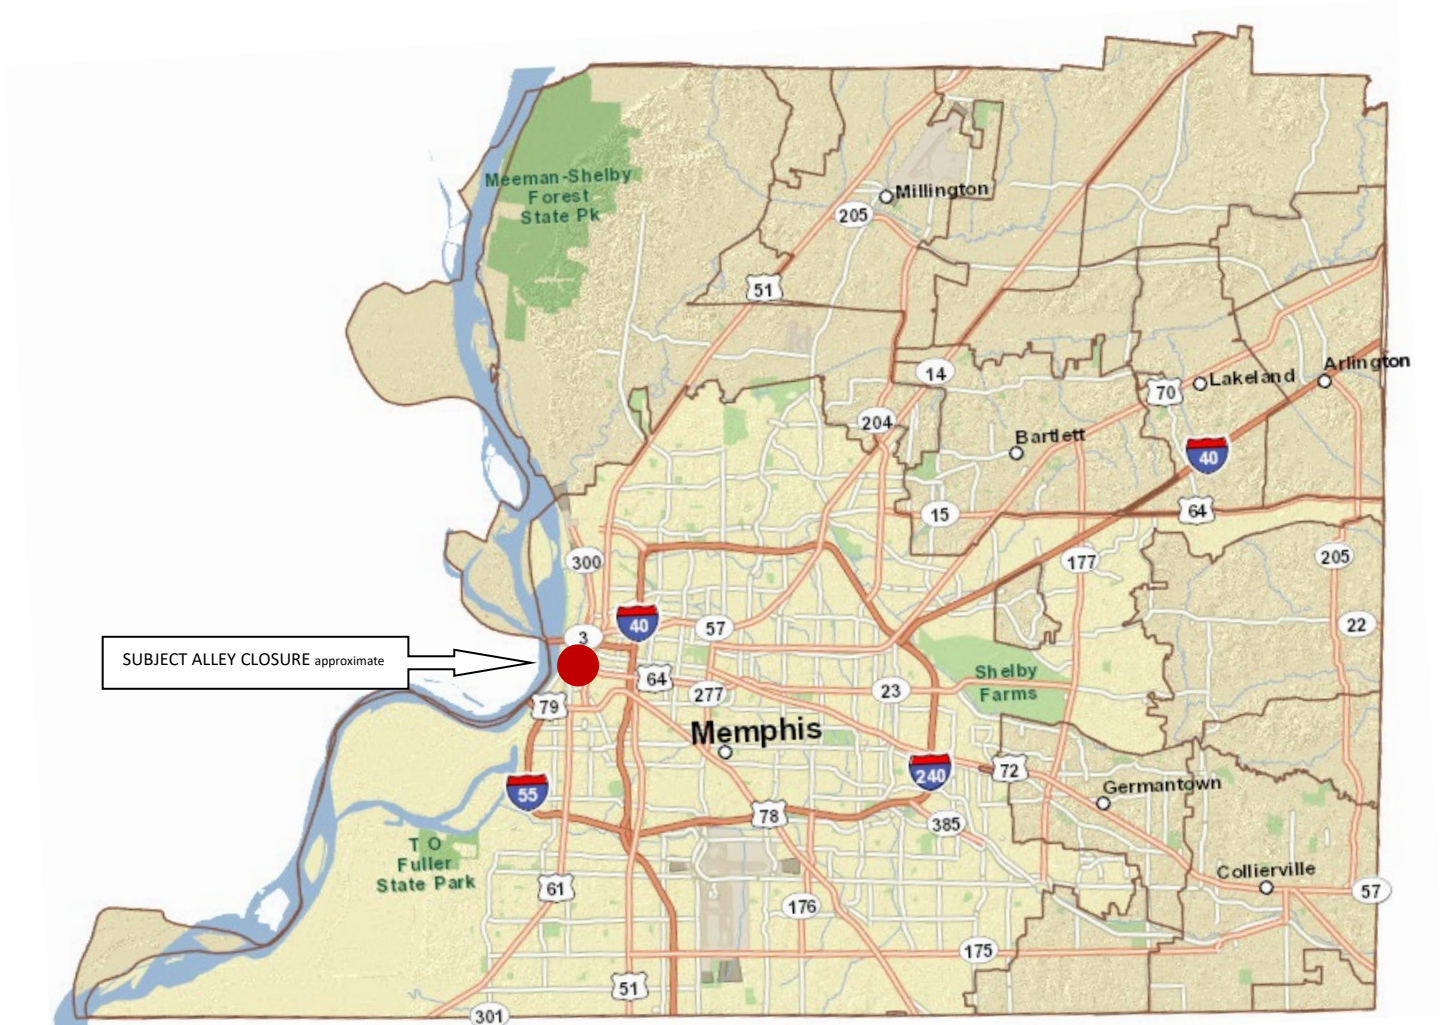 Meeman-Shelby
Forest
State Pk
Millington
205
51
14
Arlington
Lakeland
70
204
Bartlett
40
64
15
300
177
205
40
57
22
3
SUBJECT ALLEY CLOSURE approximate
64
Shelby
Farms
277
23
79
Memphis
72
240
55
Germantown
78
385
T O
Fuller
State Park
Collierville
61
57
176
175
51
301